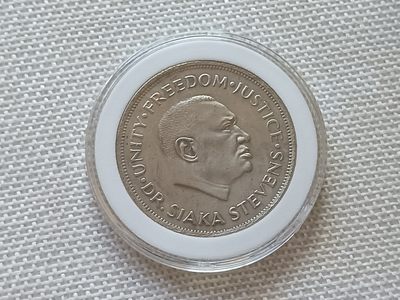 UNITY·FREEDOM·JUSTICE
·DR. SIAKA STEVENS·